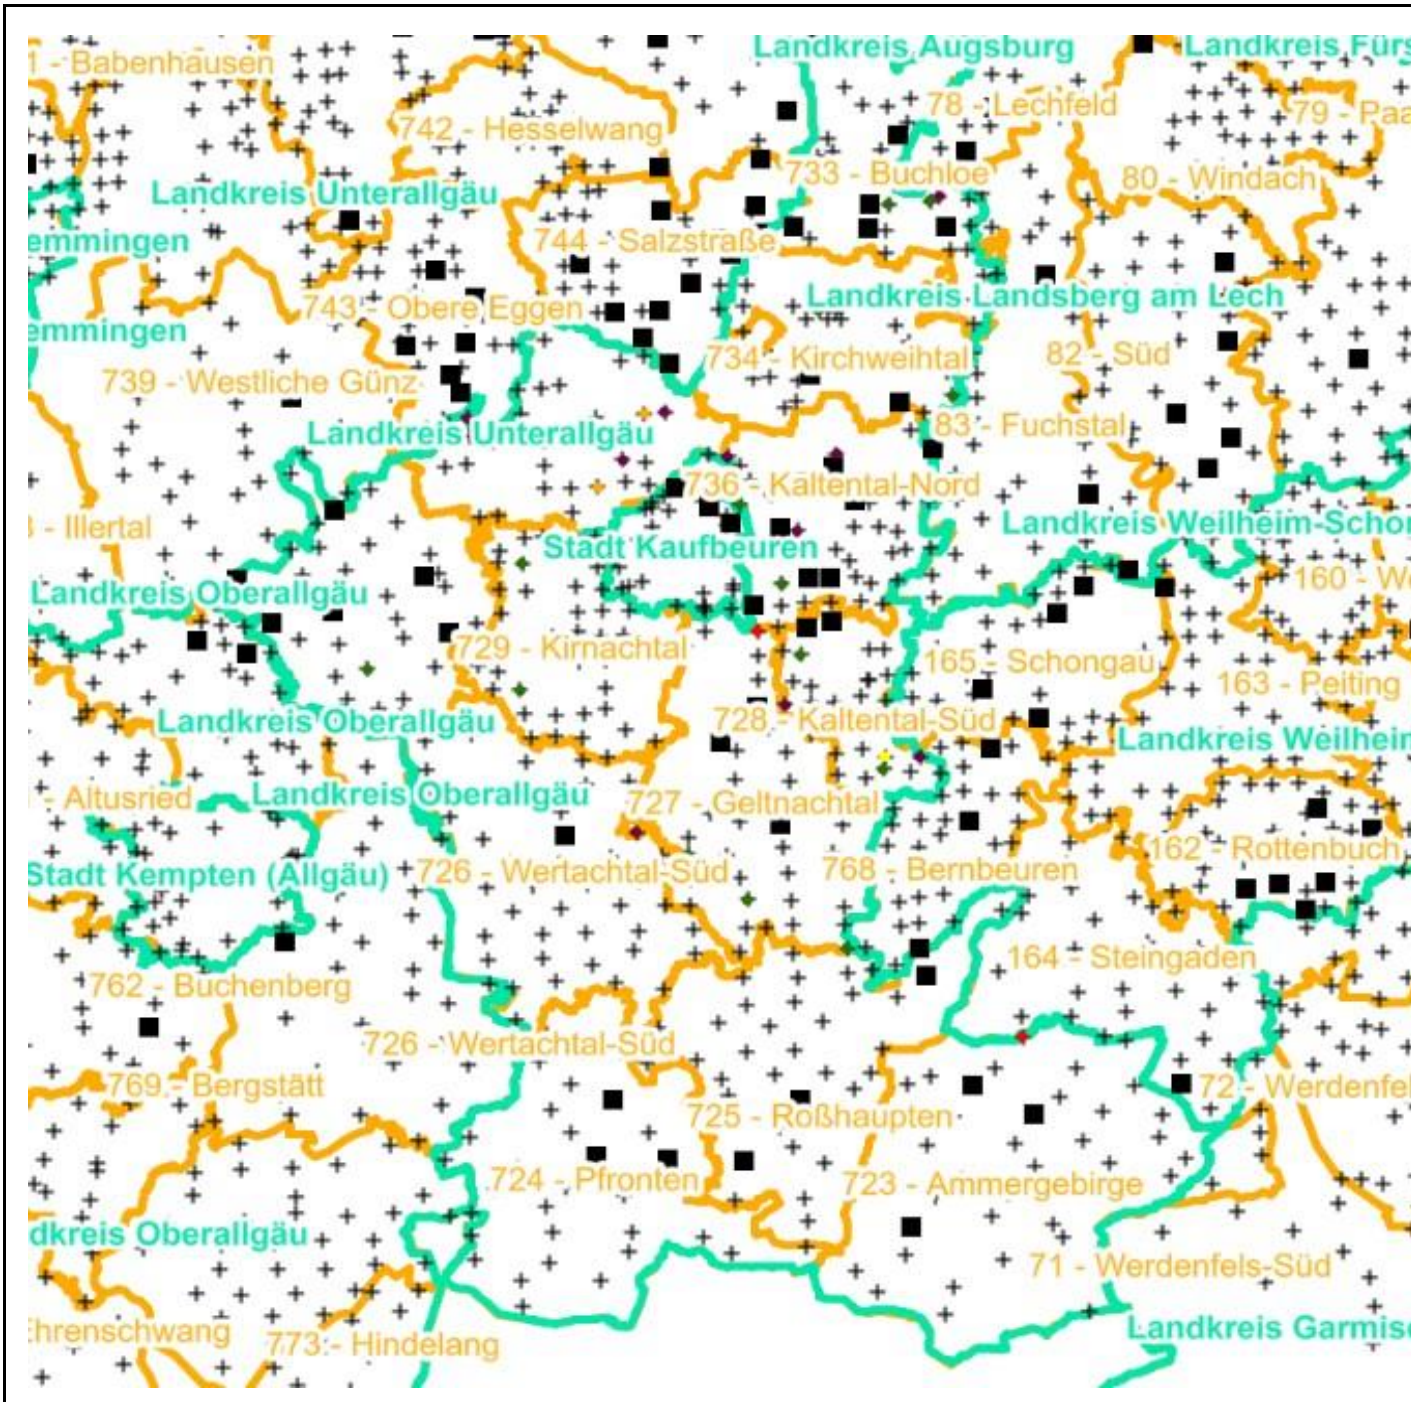 Landkreis Augsburg
Landkreis Fürs
1 - Babenhausen
78 - Lechfeld
79 - Paa
742 - Hesselwang
733 - Buchloe
80 - Windach
Landkreis Unterallgäu
emmingen
744 - Salzstraße
Landkreis Landsberg am Lech
743 - Obere Eggen
emmingen
734 - Kirchweihtal
82 - Süd
739 - Westliche Günz
83 - Fuchstal
Landkreis Unterallgäu
736 - Kaltental-Nord
- Illertal
Landkreis Weilheim-Schon
Stadt Kaufbeuren
160 - We
Landkreis Oberallgäu
729 - Kirnachtal
165 - Schongau
163 - Peiting
Landkreis Oberallgäu
728 - Kaltental-Süd
Landkreis Weilheim
Landkreis Oberallgäu
- Altusried
727 - Geltnachtal
162 - Rottenbuch
Stadt Kempten (Allgäu)
726 - Wertachtal-Süd
768 - Bernbeuren
164 - Steingaden
762 - Buchenberg
726 - Wertachtal-Süd
769 - Bergstätt
72 - Werdenfel
725 - Roßhaupten
724 - Pfronten
723 - Ammergebirge
dkreis Oberallgäu
71 - Werdenfels-Süd
Ehrenschwang
773 - Hindelang
Landkreis Garmisc